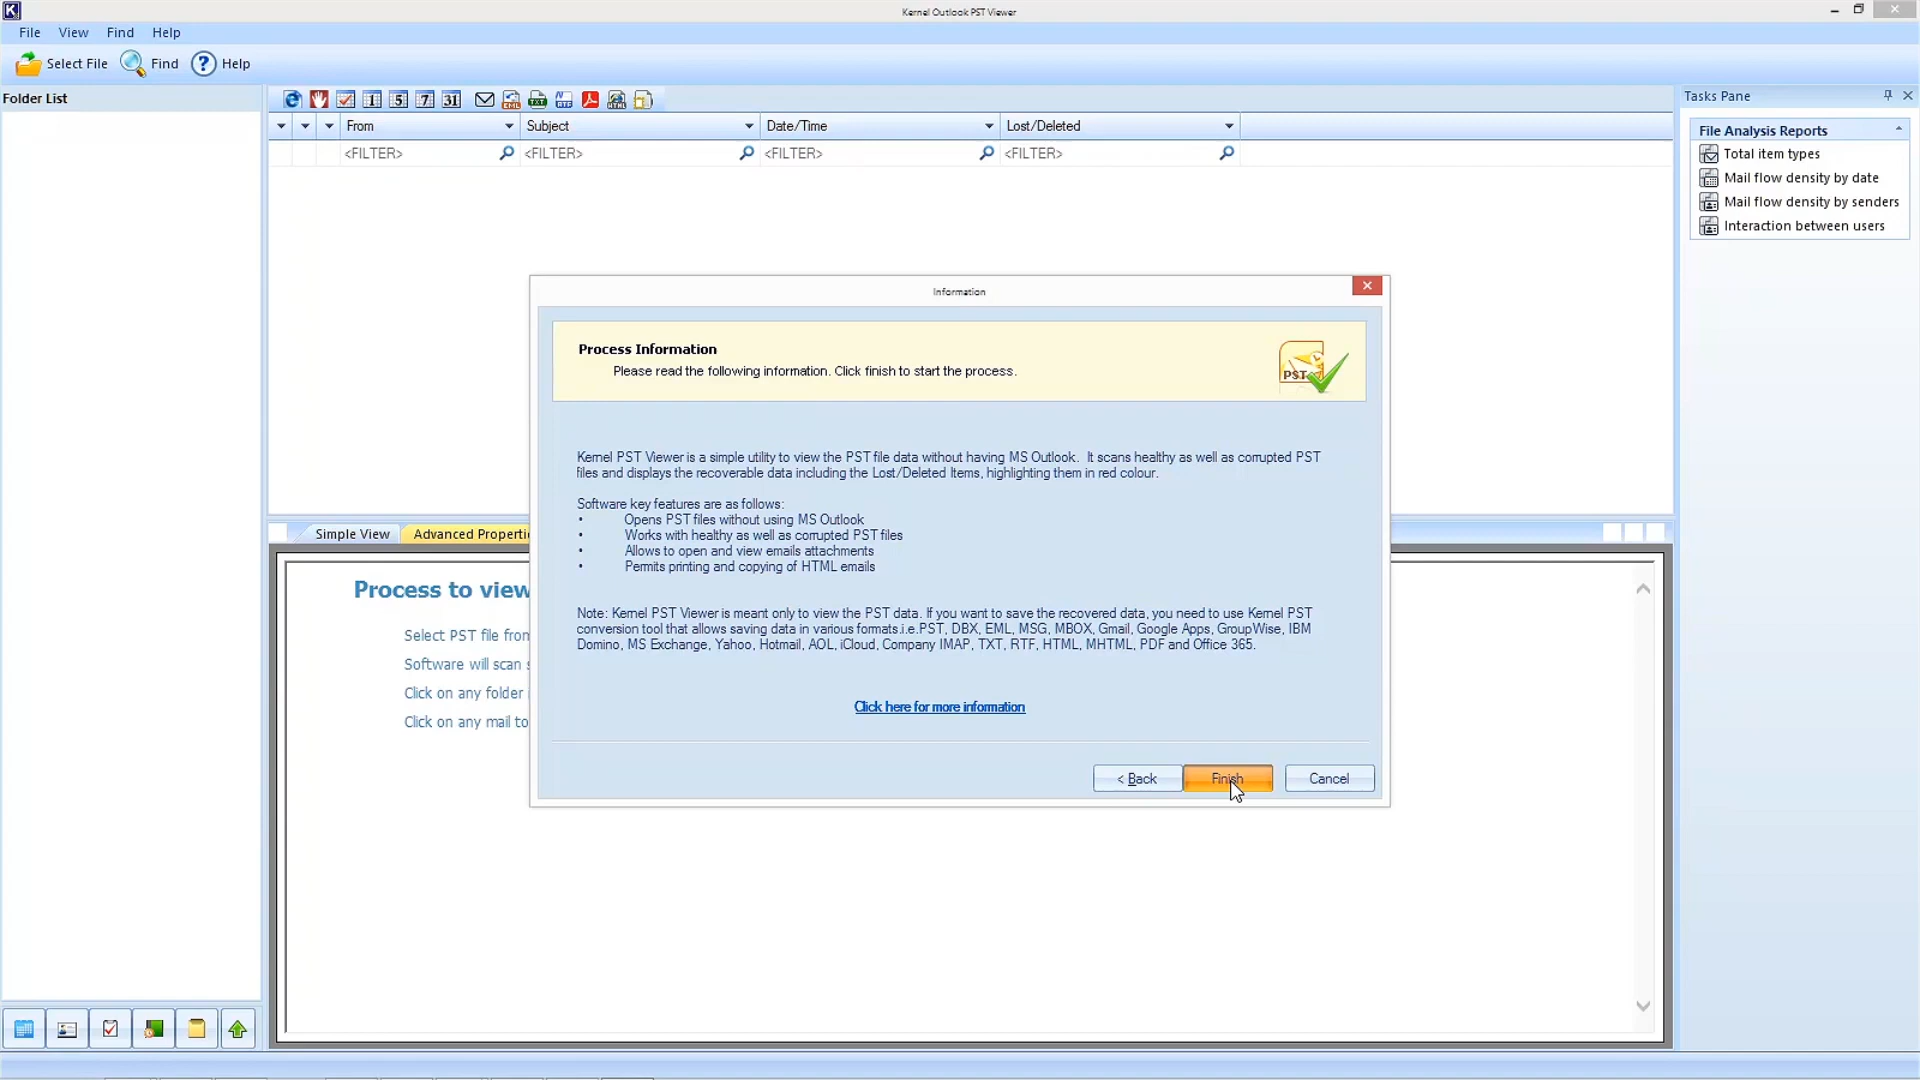 Kernel Outlook PST Viewer
File View Find Help
Select File Find Help
Folder List
1 5 7 31 EML TXT RTF HTML
Tasks Pane
From Subject Date/Time Lost/Deleted
<FILTER> <FILTER> <FILTER> <FILTER>
File Analysis Reports
Total item types
Mail flow density by date
Mail flow density by senders
Interaction between users
Information
Process Information
Please read the following information. Click finish to start the process.
PST
Kernel PST Viewer is a simple utility to view the PST file data without having MS Outlook. It scans healthy as well as corrupted PST
files and displays the recoverable data including the Lost/Deleted Items, highlighting them in red colour.
Software key features are as follows:
• Opens PST files without using MS Outlook
• Works with healthy as well as corrupted PST files
• Allows to open and view emails attachments
• Permits printing and copying of HTML emails
Note: Kernel PST Viewer is meant only to view the PST data. If you want to save the recovered data, you need to use Kernel PST
conversion tool that allows saving data in various formats.i.e.PST, DBX, EML, MSG, MBOX, Gmail, Google Apps, GroupWise, IBM
Domino, MS Exchange, Yahoo, Hotmail, AOL, iCloud, Company IMAP, TXT, RTF, HTML, MHTML, PDF and Office 365.
Click here for more information
< Back Finish Cancel
Simple View Advanced Properti
Process to view
Select PST file from
Software will scan s
Click on any folder
Click on any mail to